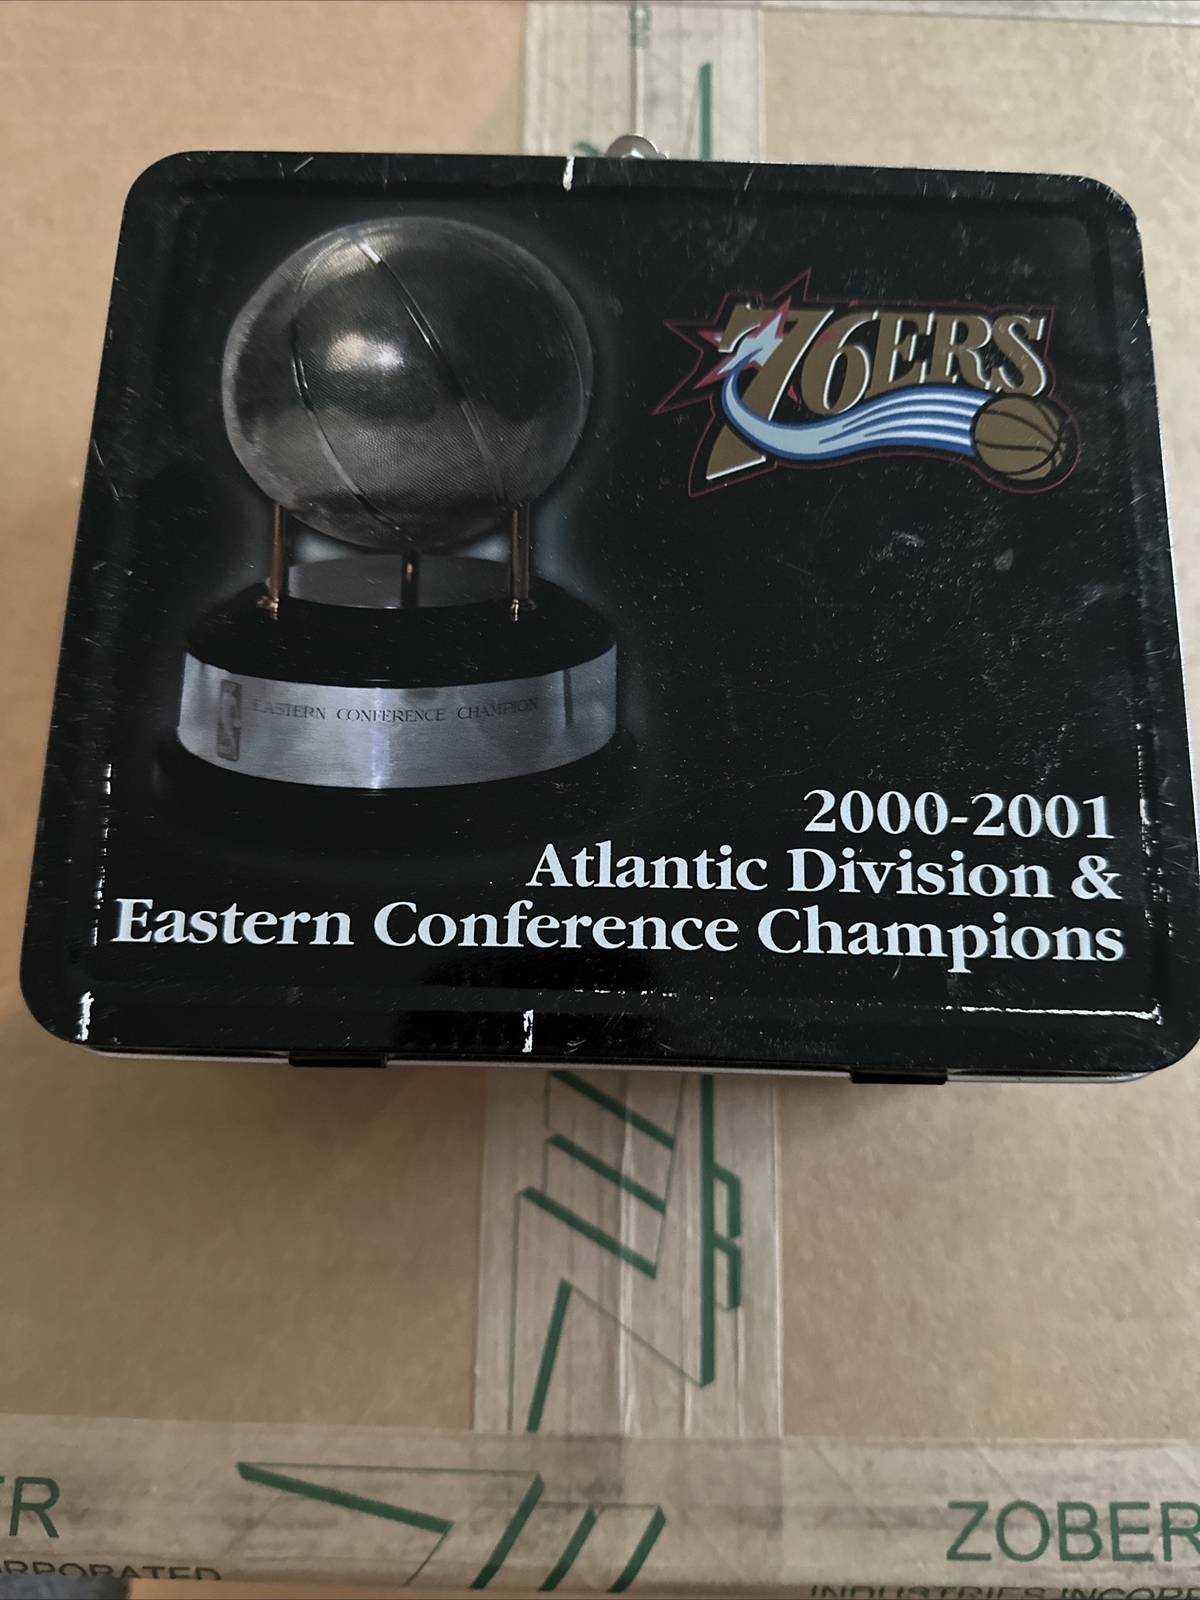 76ERS
EASTERN CONFERENCE CHAMPION
2000-2001
Atlantic Division &
Eastern Conference Champions
ZOBER